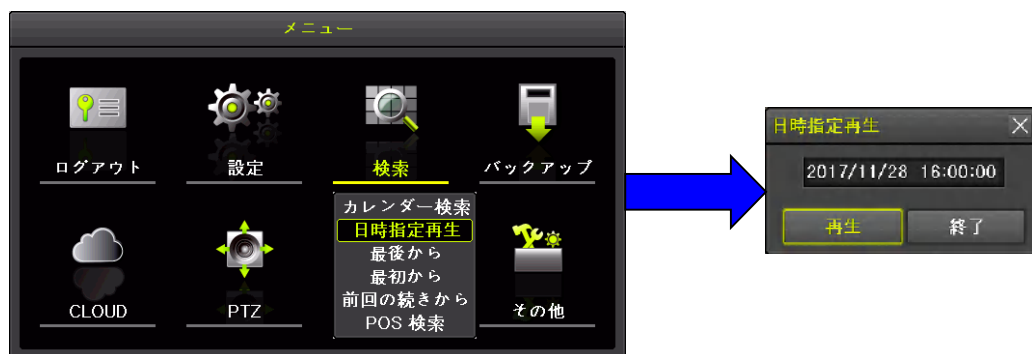 メニュー
ログアウト
設定
検索
バックアップ
カレンダー検索
日時指定再生
最後から
最初から
前回の続きから
POS 検索
CLOUD
PTZ
その他
日時指定再生
2017/11/28 16:00:00
再生
終了